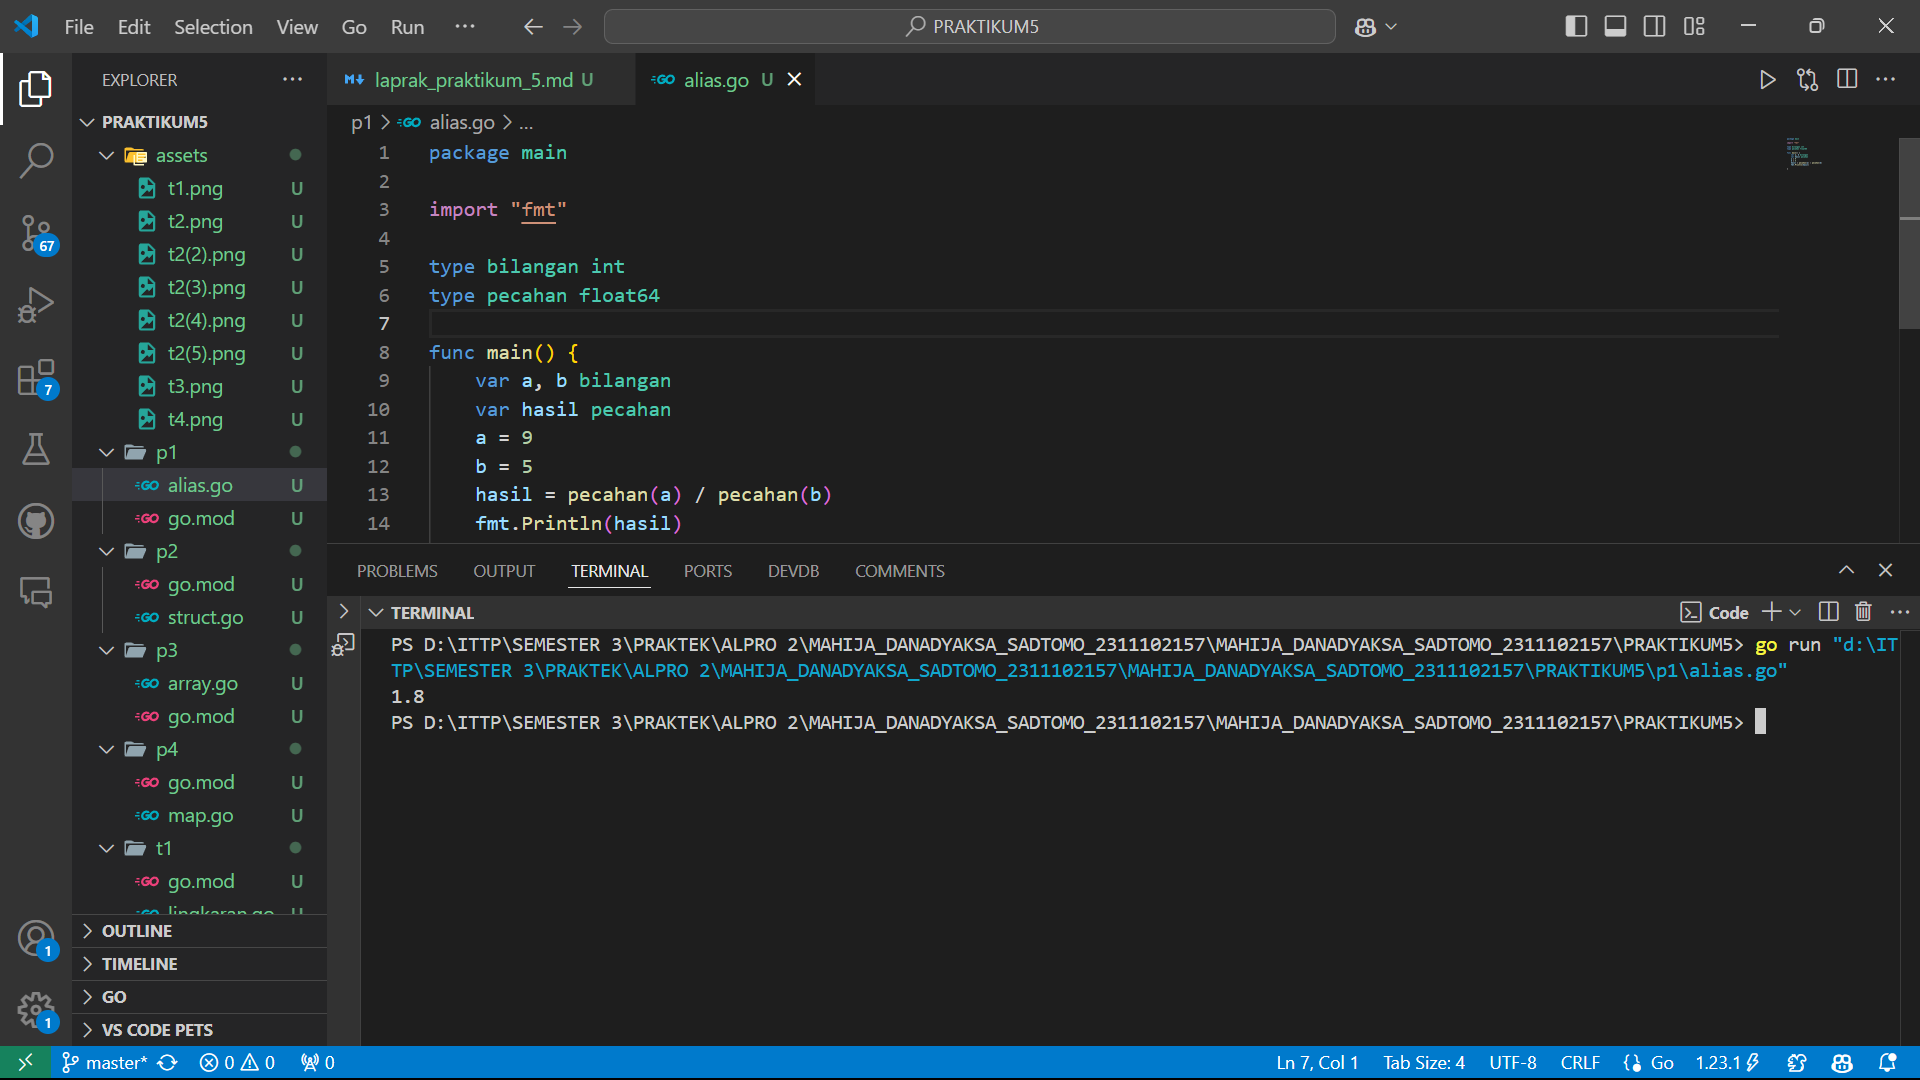 File Edit Selection View Go Run ... PRAKTIKUM5
EXPLORER
PRAKTIKUM5
assets
t1.png U
t2.png U
t2(2).png U
t2(3).png U
t2(4).png U
t2(5).png U
t3.png U
t4.png U
p1
alias.go U
go.mod U
p2
go.mod U
struct.go U
p3
array.go U
go.mod U
p4
go.mod U
map.go U
t1
go.mod U
lingkaran.go U
OUTLINE
TIMELINE
GO
VS CODE PETS
67
7
1
1
laprak_praktikum_5.md U
alias.go U
p1 > alias.go > ...
1 package main
2
3 import "fmt"
4
5 type bilangan int
6 type pecahan float64
7
8 func main() {
9 var a, b bilangan
10 var hasil pecahan
11 a = 9
12 b = 5
13 hasil = pecahan(a) / pecahan(b)
14 fmt.Println(hasil)
PROBLEMS OUTPUT TERMINAL PORTS DEVDB COMMENTS
TERMINAL Code
PS D:\ITTP\SEMESTER 3\PRAKTEK\ALPRO 2\MAHIJA_DANADYAKSA_SADTOMO_2311102157\MAHIJA_DANADYAKSA_SADTOMO_2311102157\PRAKTIKUM5> go run "d:\IT
TP\SEMESTER 3\PRAKTEK\ALPRO 2\MAHIJA_DANADYAKSA_SADTOMO_2311102157\MAHIJA_DANADYAKSA_SADTOMO_2311102157\PRAKTIKUM5\p1\alias.go"
1.8
PS D:\ITTP\SEMESTER 3\PRAKTEK\ALPRO 2\MAHIJA_DANADYAKSA_SADTOMO_2311102157\MAHIJA_DANADYAKSA_SADTOMO_2311102157\PRAKTIKUM5>
master* 0 0 0 Ln 7, Col 1 Tab Size: 4 UTF-8 CRLF {} Go 1.23.1